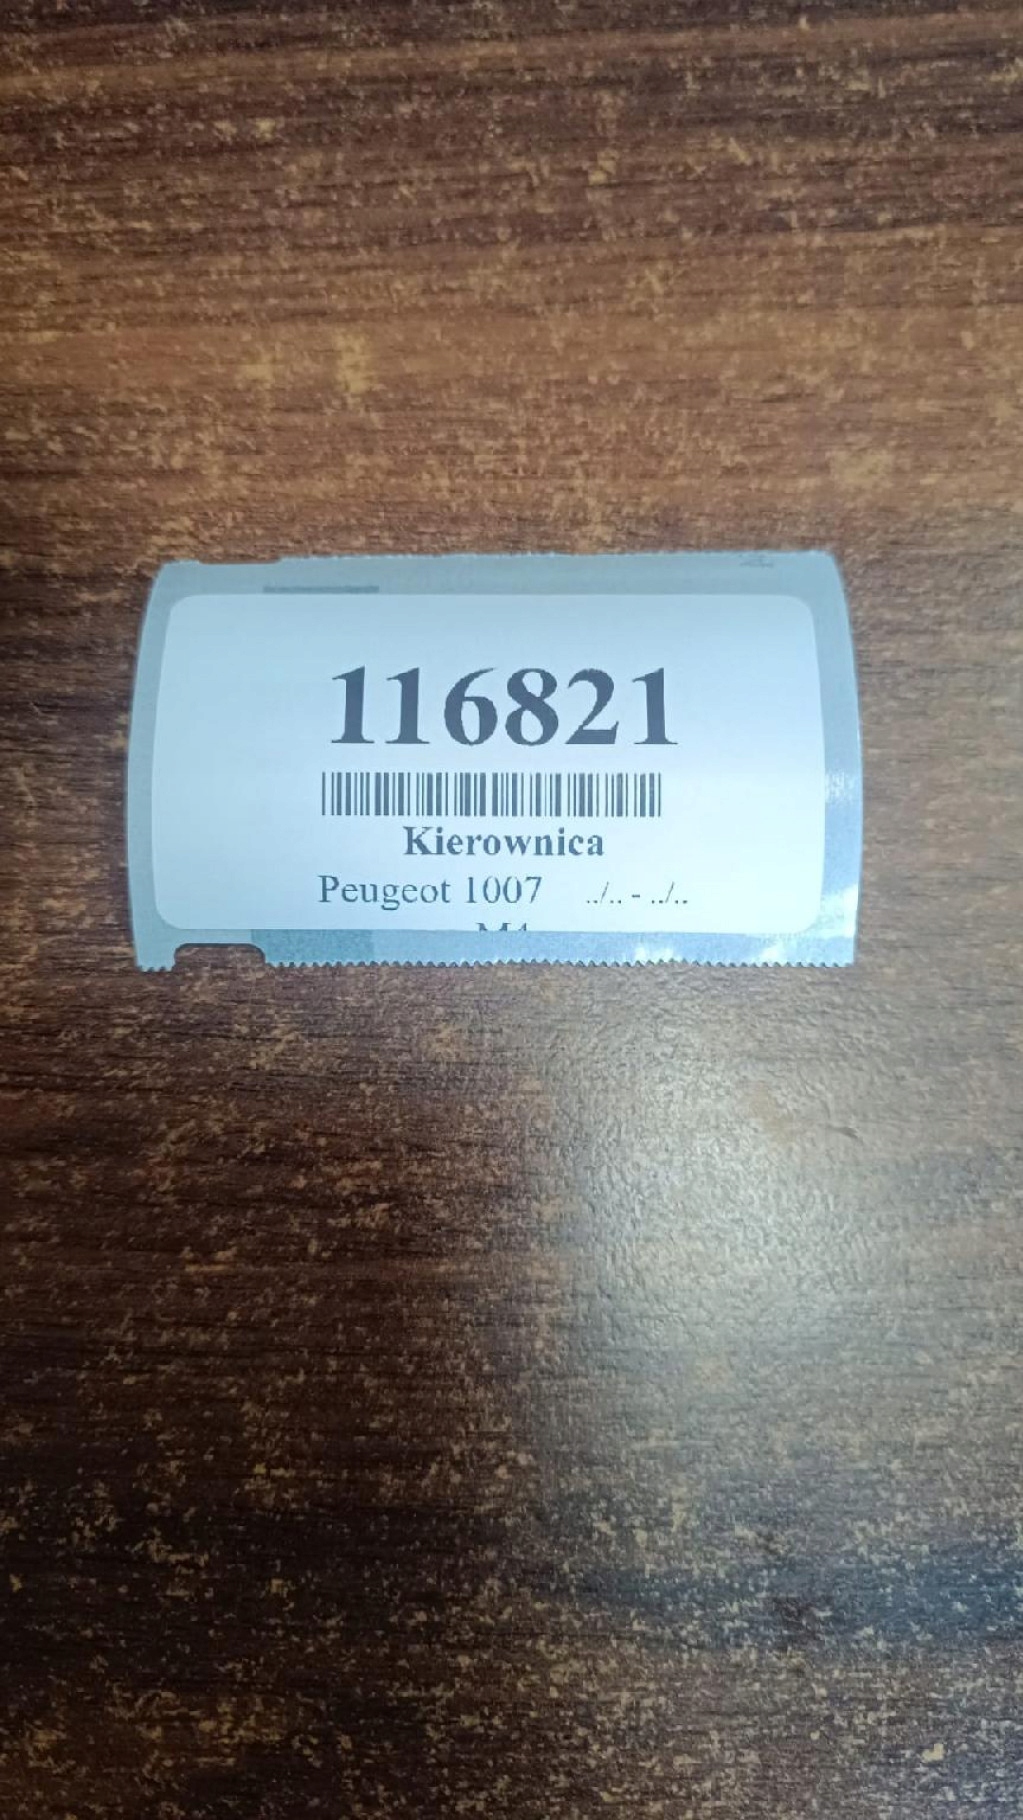 116821
Kierownica
Peugeot 1007 ../.. - ../..